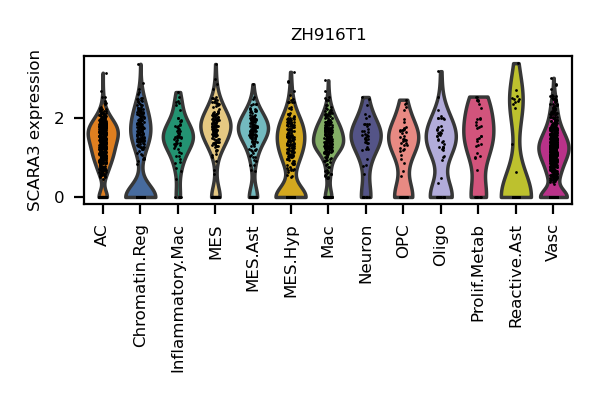 ZH916T1
SCARA3 expression
2
0
AC
Chromatin.Reg
Inflammatory.Mac
MES
MES.Ast
MES.Hyp
Mac
Neuron
OPC
Oligo
Prolif.Metab
Reactive.Ast
Vasc